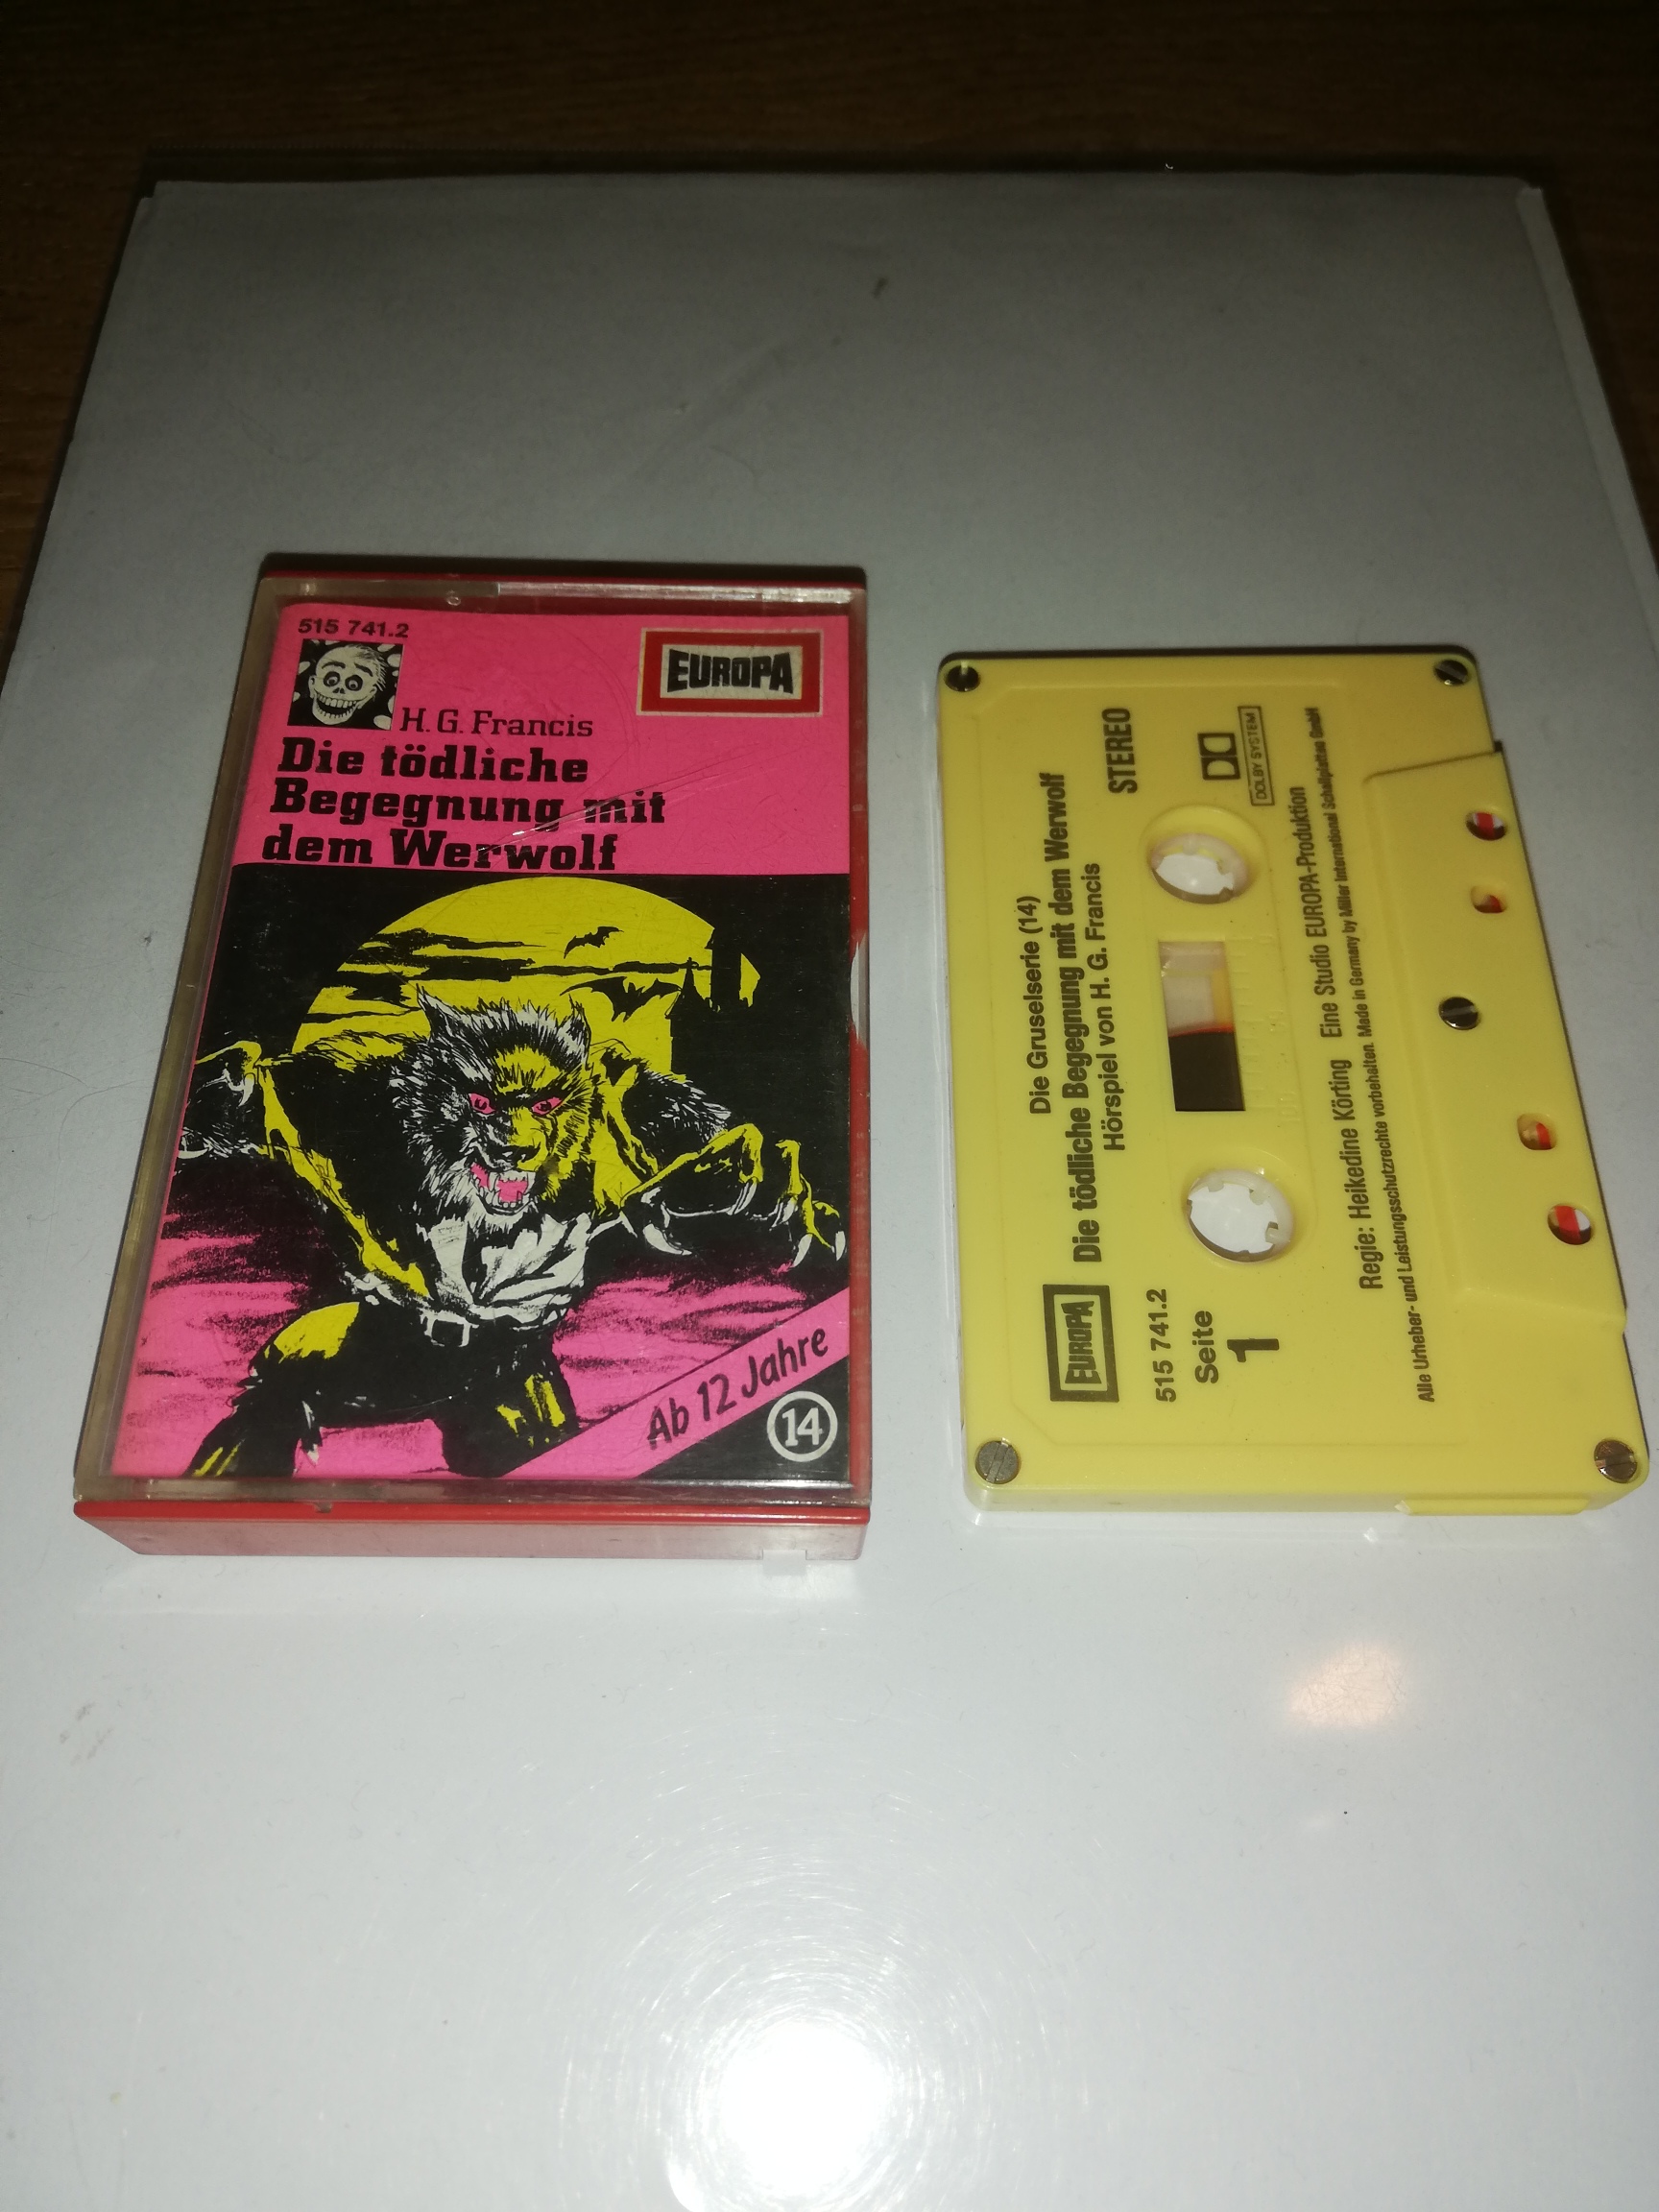 515 741.2
EUROPA
H. G. Francis
Die tödliche
Begegnung mit
dem Werwolf
Ab 12 Jahre
14
Die Gruselserie (14)
Die tödliche Begegnung mit dem Werwolf
Hörspiel von H. G. Francis
STEREO
EUROPA
515 741.2
Seite
1
DOLBY SYSTEM
Regie: Heikedine Körting Eine Studio EUROPA-Produktion
Alle Urheber- und Leistungsschutzrechte vorbehalten. Made in Germany by Miller International Schallplatten GmbH